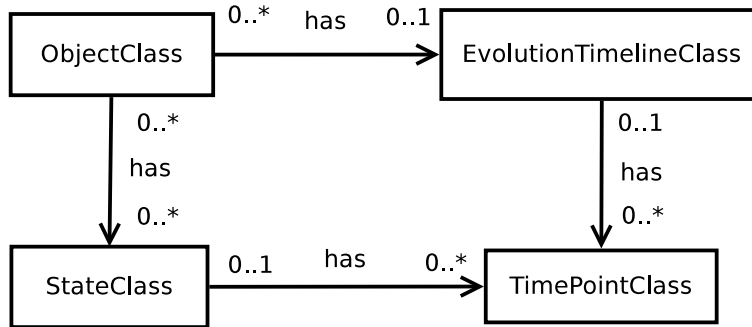 0..* has 0..1
ObjectClass EvolutionTimelineClass
0..* 0..1
has has
0..* 0..*
0..1 has 0..*
StateClass TimePointClass